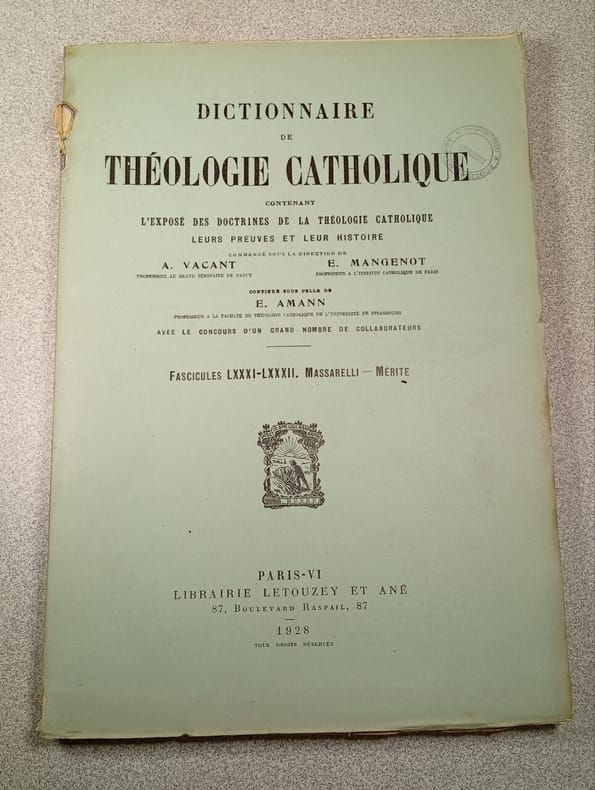 DICTIONNAIRE
DE
THÉOLOGIE CATHOLIQUE
CONTENANT
L'EXPOSÉ DES DOCTRINES DE LA THÉOLOGIE CATHOLIQUE
LEURS PREUVES ET LEUR HISTOIRE
COMMENCÉ SOUS LA DIRECTION DE
A. VACANT
PROFESSEUR AU GRAND SÉMINAIRE DE NANCY
E. MANGENOT
PROFESSEUR A L'INSTITUT CATHOLIQUE DE PARIS
CONTINUÉ SOUS CELLE DE
E. AMANN
PROFESSEUR A LA FACULTÉ DE THÉOLOGIE CATHOLIQUE DE L'UNIVERSITÉ DE STRASBOURG
AVEC LE CONCOURS D'UN GRAND NOMBRE DE COLLABORATEURS
FASCICULES LXXXI-LXXXII. MASSARELLI — MÉRITE
PARIS-VI
LIBRAIRIE LETOUZEY ET ANÉ
87, BOULEVARD RASPAIL, 87
1928
TOUS DROITS RÉSERVÉS